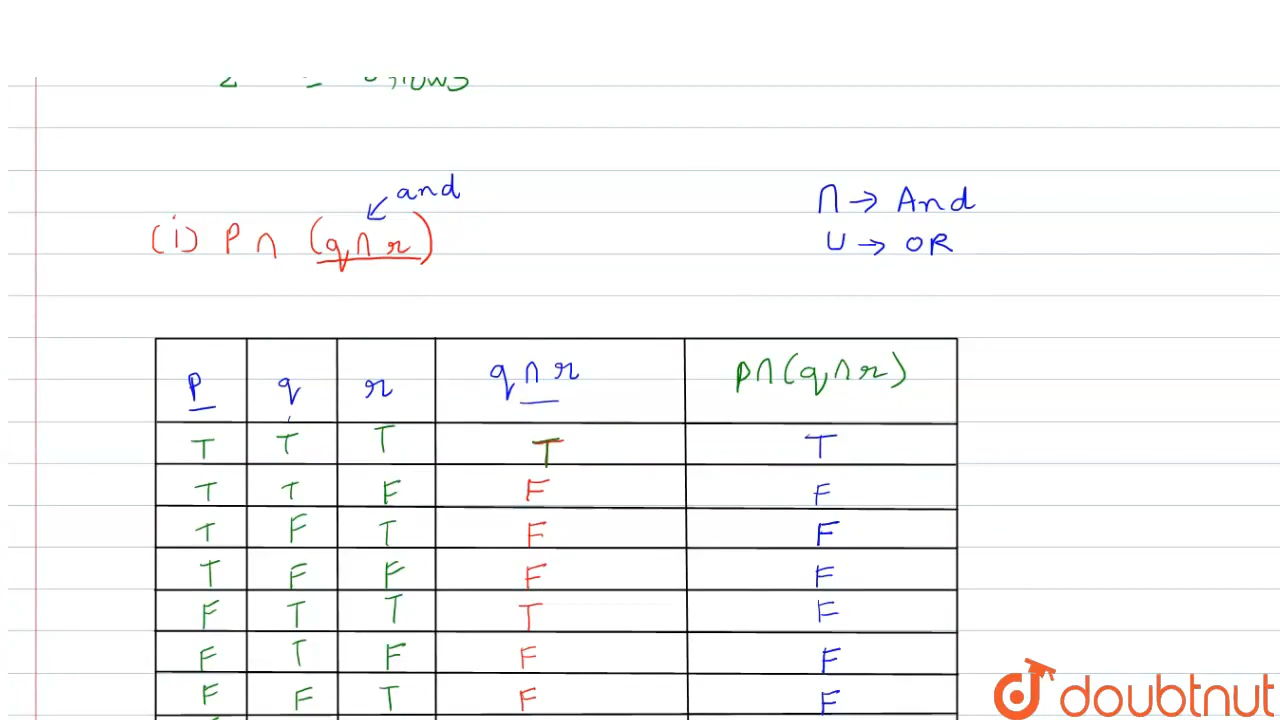 and
(i) P ∩ (q ∩ r)
∩ → And
∪ → OR
P q r q ∩ r p ∩ (q ∩ r)
T T T T T
T T F F F
T F T F F
T F F F F
F T T T F
F T F F F
F F T F F
doubtnut